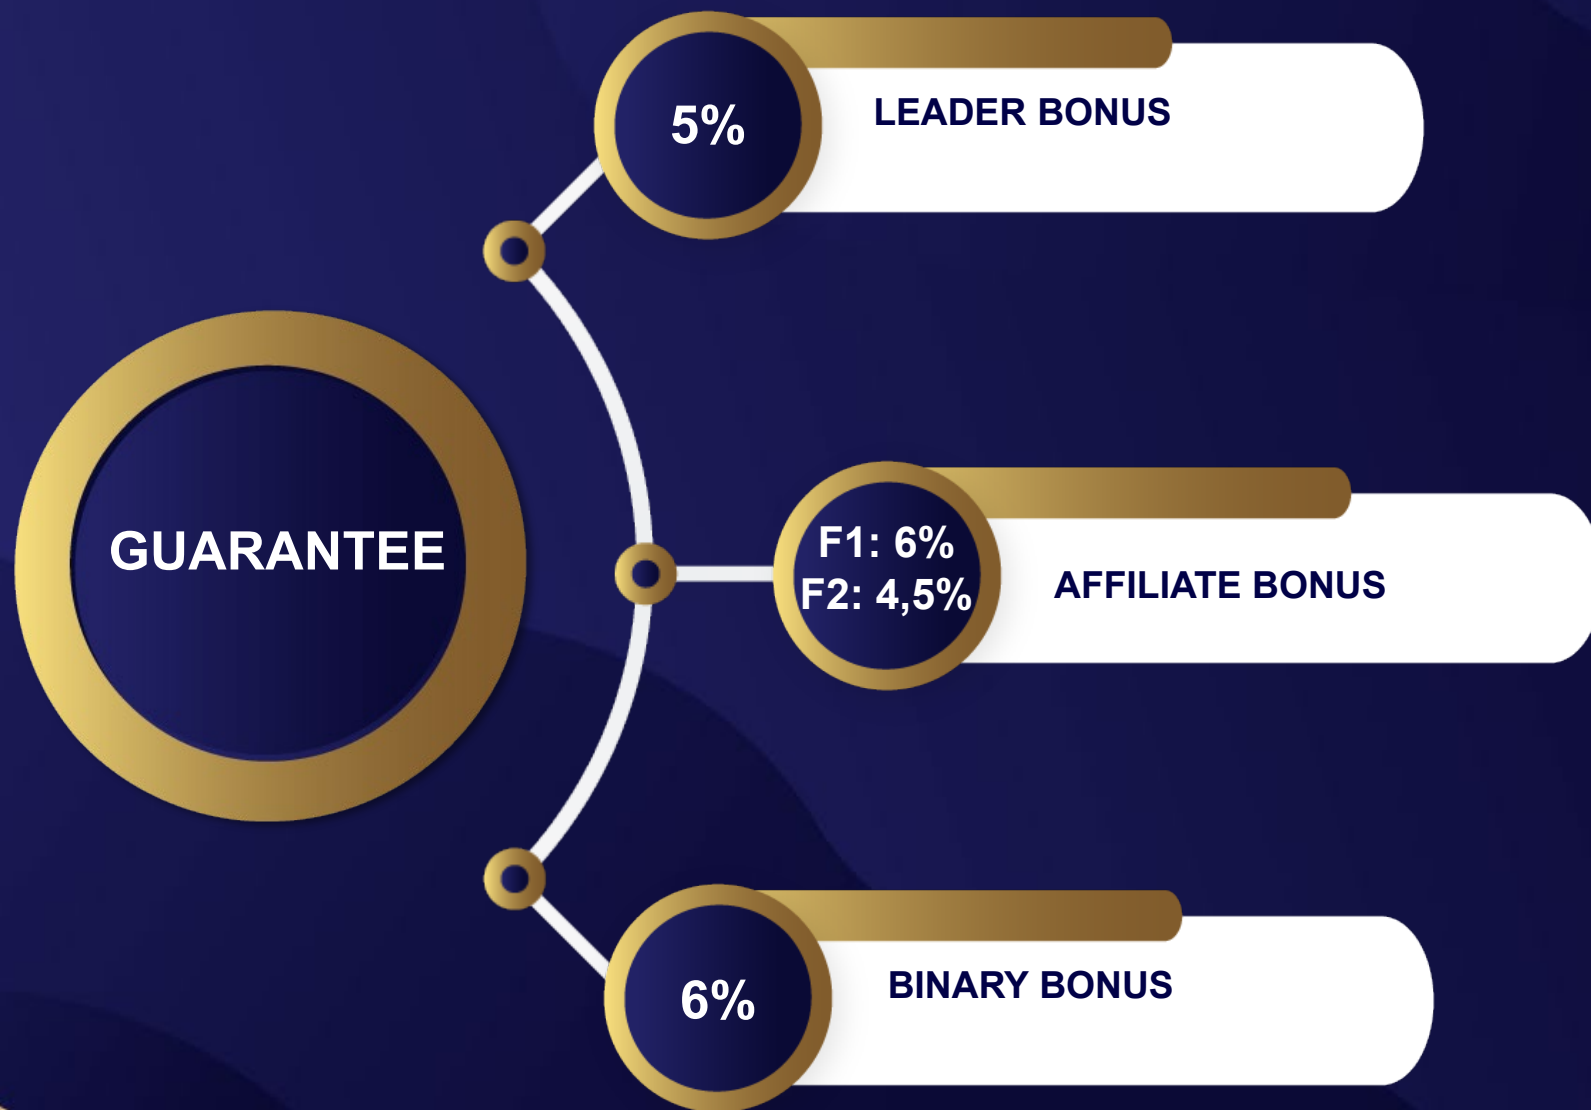 5%
LEADER BONUS
GUARANTEE
F1: 6%
F2: 4,5%
AFFILIATE BONUS
6%
BINARY BONUS